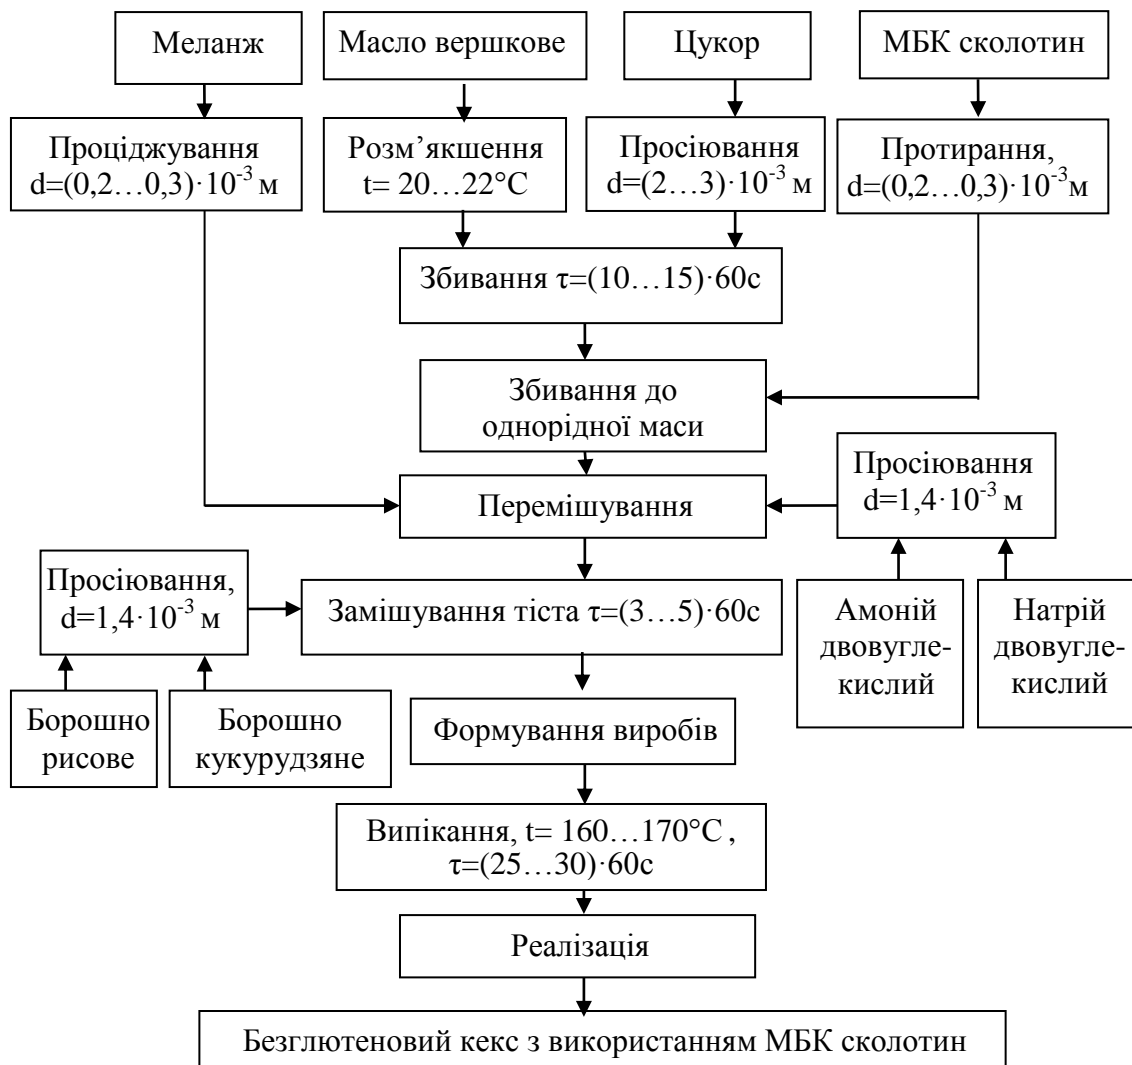 Меланж
Масло вершкове
Цукор
МБК сколотин
Проціджування
d=(0,2…0,3)·10⁻³ м
Розм’якшення
t= 20…22°С
Просіювання
d=(2…3)·10⁻³ м
Протирання,
d=(0,2…0,3)·10⁻³м
Збивання τ=(10…15)·60с
Збивання до
однорідної маси
Перемішування
Просіювання
d=1,4·10⁻³ м
Просіювання,
d=1,4·10⁻³ м
Замішування тіста τ=(3…5)·60с
Амоній
двовугле-
кислий
Натрій
двовугле-
кислий
Борошно
рисове
Борошно
кукурудзяне
Формування виробів
Випікання, t= 160…170°С ,
τ=(25…30)·60с
Реалізація
Безглютеновий кекс з використанням МБК сколотин